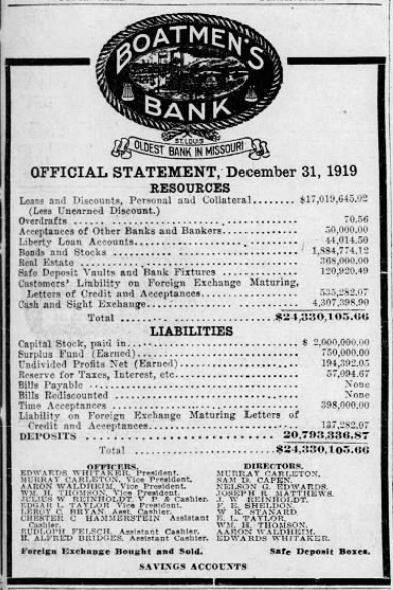 BOATMEN'S
BANK
ST. LOUIS
OLDEST BANK IN MISSOURI
OFFICIAL STATEMENT, December 31, 1919
RESOURCES
Loans and Discounts, Personal and Collateral........ $17,019,645.02
(Less Unearned Discount.)
Overdrafts ..... 70.56
Acceptances of Other Banks and Bankers..... 50,000.00
Liberty Loan Accounts..... 44,014.50
Bonds and Stocks ..... 1,884,774.12
Real Estate ..... 368,000.00
Safe Deposit Vaults and Bank Fixtures ..... 120,920.49
Customers' Liability on Foreign Exchange Maturing,
Letters of Credit and Acceptances..... 535,282.07
Cash and Sight Exchange..... 4,307,398.90
Total ..... $24,330,105.66
LIABILITIES
Capital Stock, paid in..... $ 2,000,000.00
Surplus Fund (Earned)..... 750,000.00
Undivided Profits Net (Earned)..... 194,392.05
Reserve for Taxes, Interest, etc..... 57,094.67
Bills Payable ..... None
Bills Rediscounted ..... None
Time Acceptances ..... 398,000.00
Liability on Foreign Exchange Maturing Letters of
Credit and Acceptances..... 137,282.07
DEPOSITS ..... 20,793,336.87
Total ..... $24,330,105.66
OFFICERS.
EDWARDS WHITAKER, President.
MURRAY CARLETON, Vice President.
AARON WALDHEIM, Vice President.
WM. H. THOMSON, Vice President.
JULIUS W REINHOLDT, V P & Cashier.
EDGAR L. TAYLOR Vice President.
LEROY C. BRYAN Asst. Cashier.
CHESTER C HAMMERSTEIN Assistant
Cashier.
RUDLOPH FELSCH, Assistant Cashier.
H. ALFRED BRIDGES, Assistant Cashier.
DIRECTORS.
MURRAY CARLETON,
SAM D. CAPEN,
NELSON G. EDWARDS,
JOSEPH R MATTHEWS,
J. W. REINHOLDT,
F. E. SHELDON,
W. K. STANARD,
E. L. TAYLOR,
WM. H. THOMSON,
AARON WALDHEIM,
EDWARDS WHITAKER.
Foreign Exchange Bought and Sold.
Safe Deposit Boxes.
SAVINGS ACCOUNTS